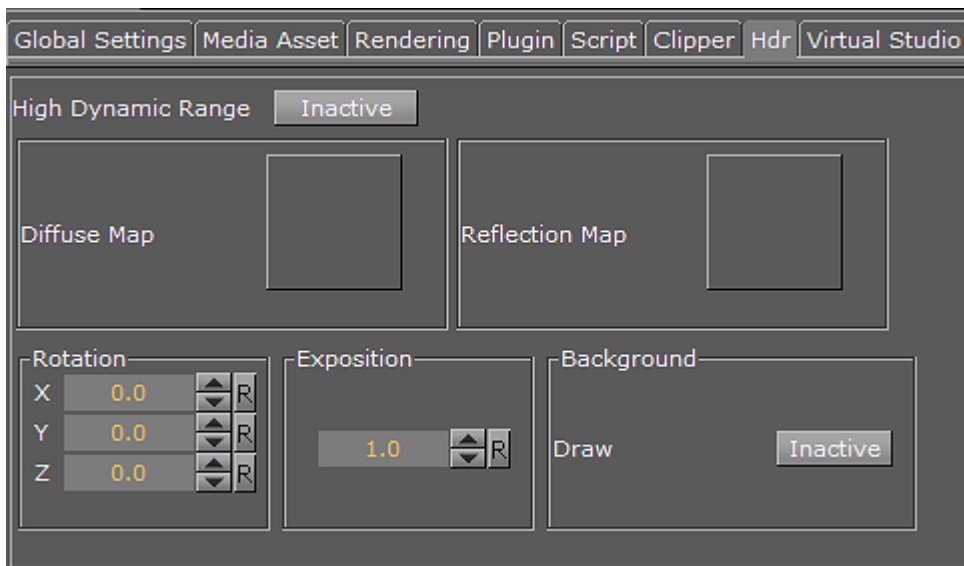 Global Settings Media Asset Rendering Plugin Script Clipper Hdr Virtual Studio
High Dynamic Range Inactive
Diffuse Map Reflection Map
Rotation Exposition Background
X 0.0 R
Y 0.0 R 1.0 R Draw Inactive
Z 0.0 R